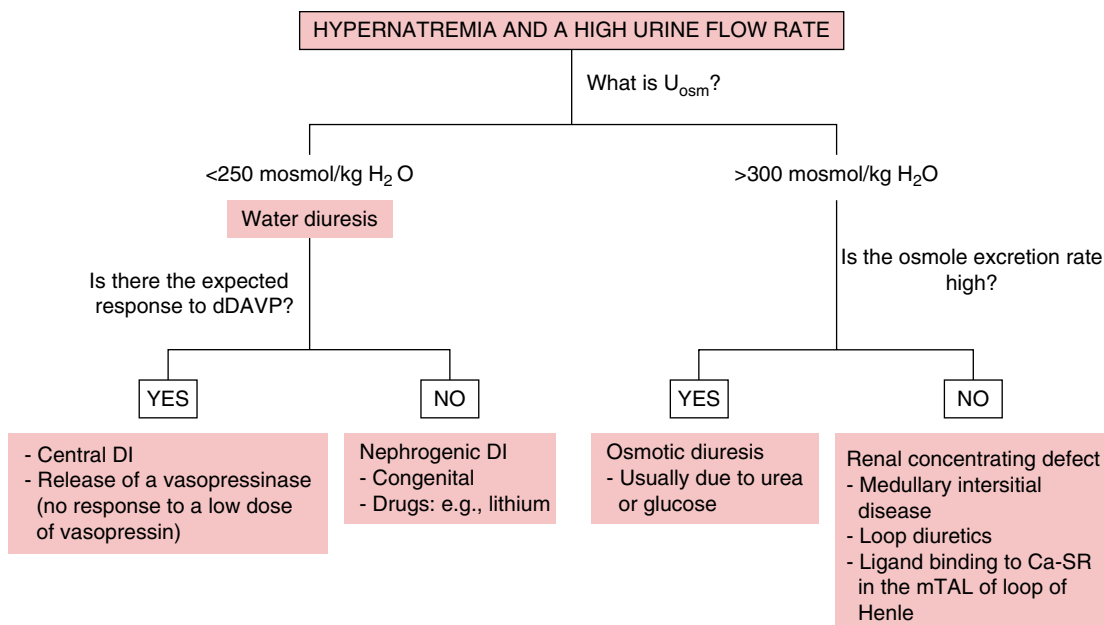 HYPERNATREMIA AND A HIGH URINE FLOW RATE
What is Uosm?
<250 mosmol/kg H2 O
>300 mosmol/kg H2O
Water diuresis
Is there the expected
response to dDAVP?
Is the osmole excretion rate
high?
YES
NO
YES
NO
- Central DI
- Release of a vasopressinase
(no response to a low dose
of vasopressin)
Nephrogenic DI
- Congenital
- Drugs: e.g., lithium
Osmotic diuresis
- Usually due to urea
or glucose
Renal concentrating defect
- Medullary intersitial
disease
- Loop diuretics
- Ligand binding to Ca-SR
in the mTAL of loop of
Henle